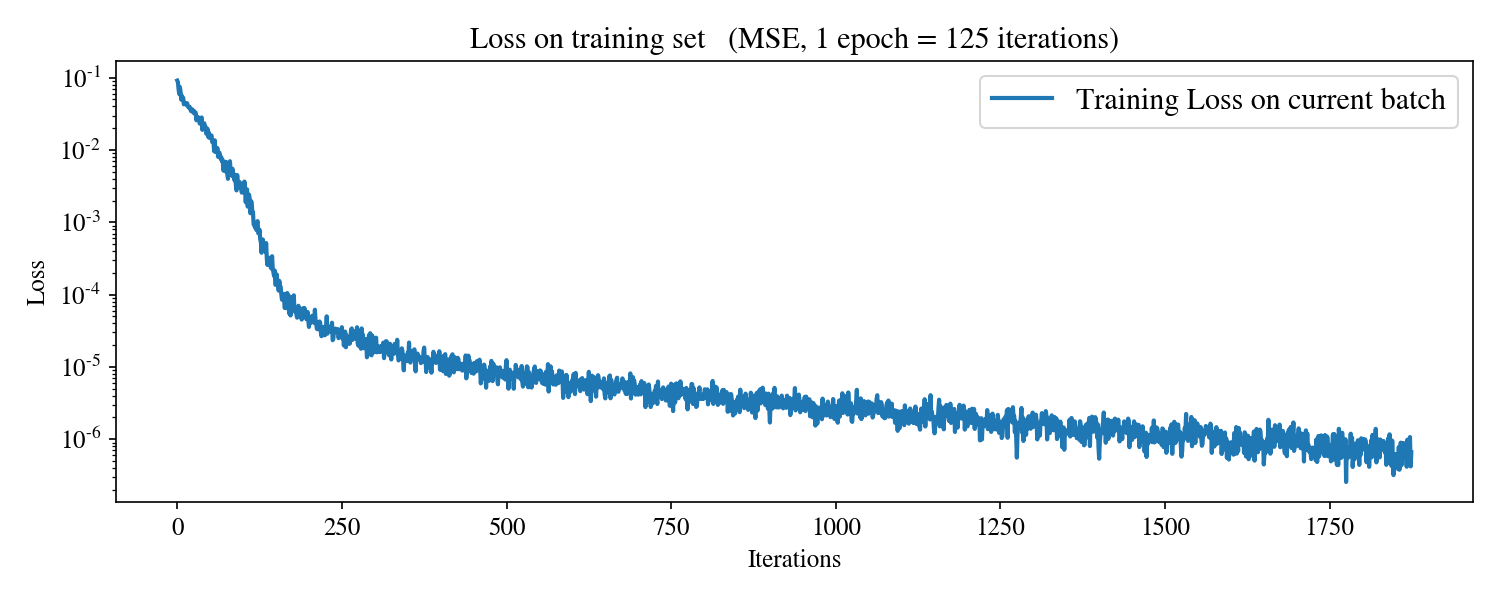 Loss on training set (MSE, 1 epoch = 125 iterations)
Training Loss on current batch
Loss
10⁻¹
10⁻²
10⁻³
10⁻⁴
10⁻⁵
10⁻⁶
0 250 500 750 1000 1250 1500 1750
Iterations